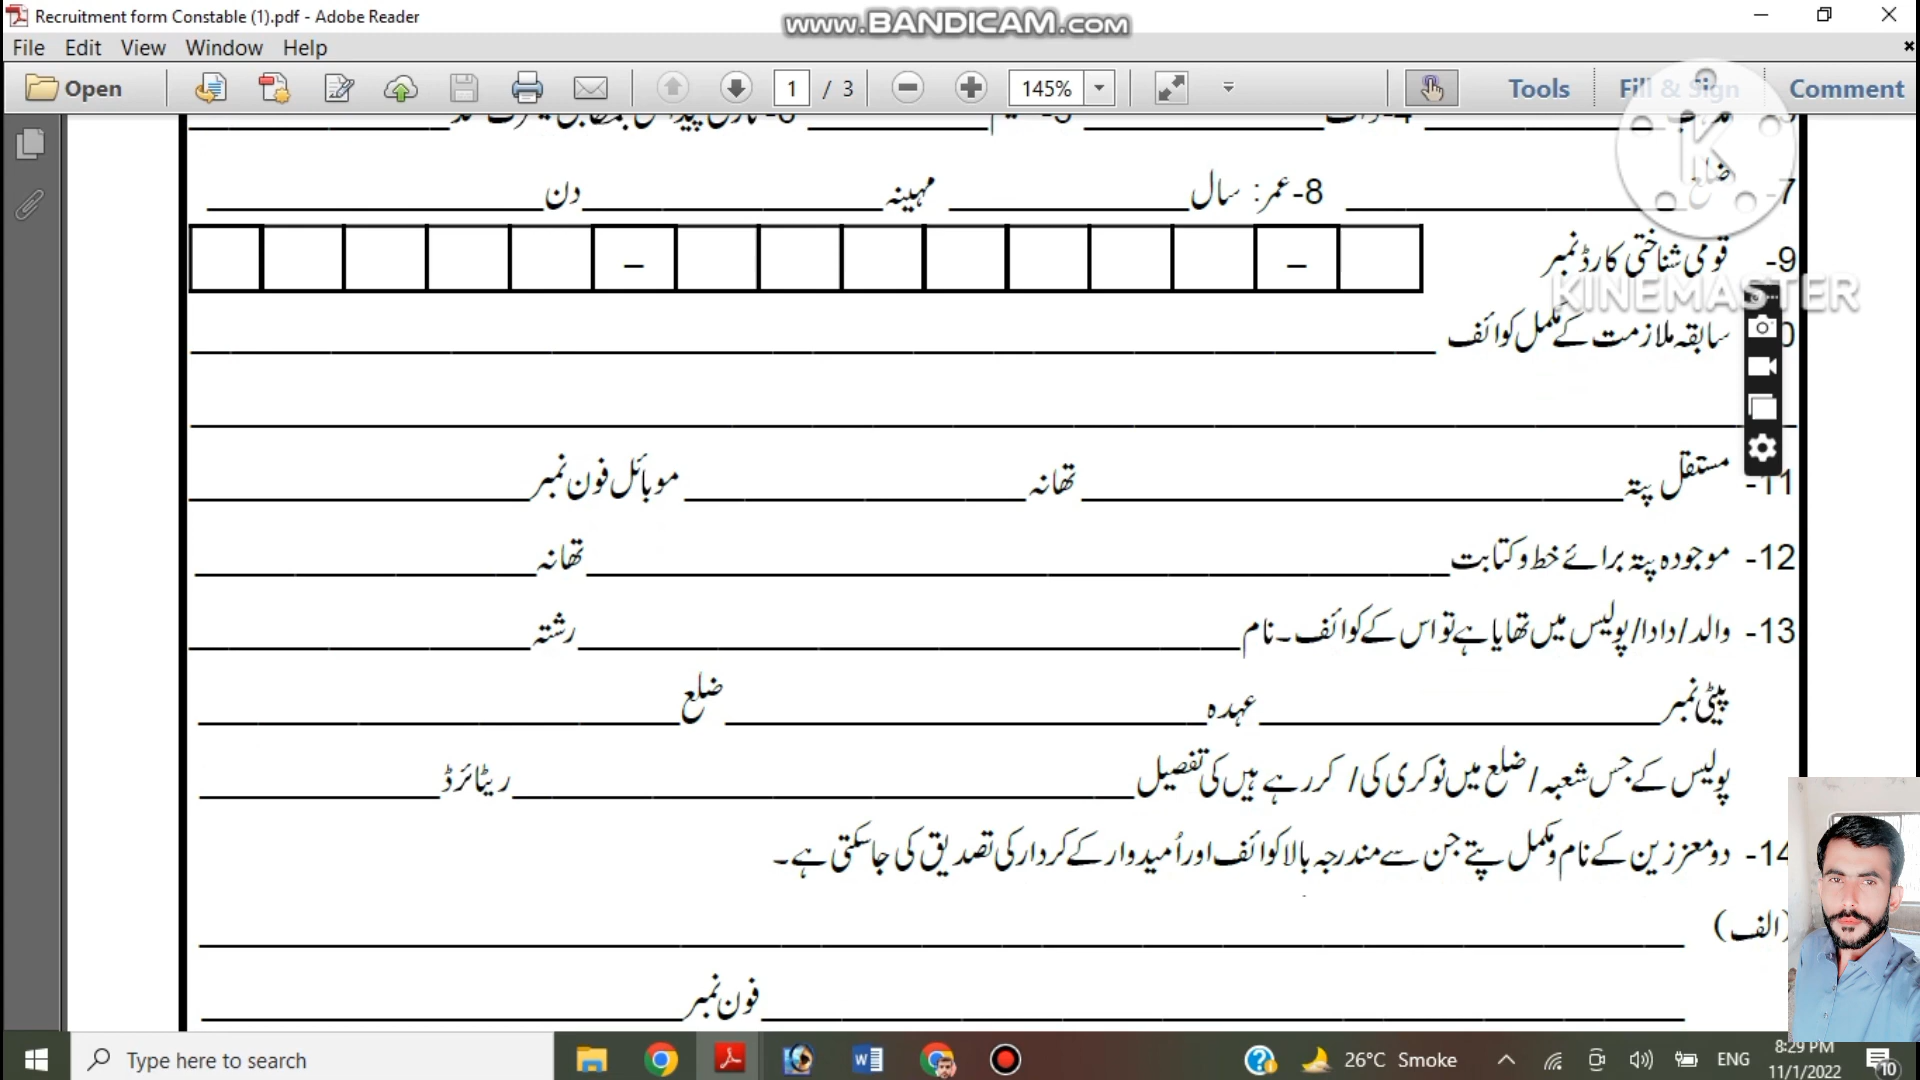 Recruitment form Constable (1).pdf - Adobe Reader
www.BANDICAM.com
File Edit View Window Help
Open 1 / 3 145% Tools Fill & Sign Comment
7- ضلع 8- عمر: سال مہینہ دن
9- قومی شناختی کارڈ نمبر – –
KINEMASTER
سابقہ ملازمت کے مکمل کوائف
11- مستقل پتہ تھانہ موبائل فون نمبر
12- موجودہ پتہ برائے خط و کتابت تھانہ
13- والد/دادا/پولیس میں تھا یا ہے تو اس کے کوائف۔ نام رشتہ
پیٹی نمبر عہدہ ضلع
پولیس کے جس شعبہ/ضلع میں نوکری کی/کر رہے ہیں کی تفصیل ریٹائرڈ
14- دو معززین کے نام و مکمل پتے جن سے مندرجہ بالا کوائف اور اُمیدوار کے کردار کی تصدیق کی جاسکتی ہے۔
(الف)
فون نمبر
Type here to search 26°C Smoke ENG 8:29 PM
11/1/2022 10